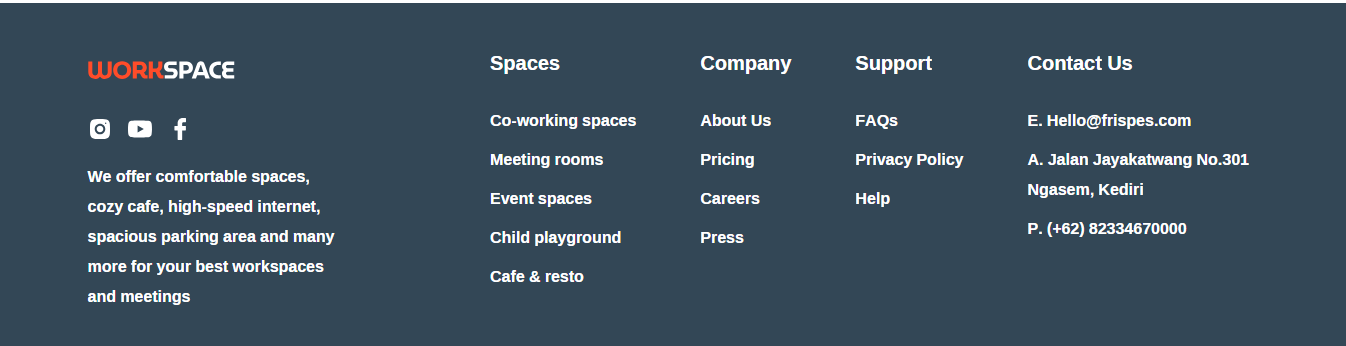 WORKSPACE
We offer comfortable spaces,
cozy cafe, high-speed internet,
spacious parking area and many
more for your best workspaces
and meetings
Spaces
Co-working spaces
Meeting rooms
Event spaces
Child playground
Cafe & resto
Company
About Us
Pricing
Careers
Press
Support
FAQs
Privacy Policy
Help
Contact Us
E. Hello@frispes.com
A. Jalan Jayakatwang No.301
Ngasem, Kediri
P. (+62) 82334670000